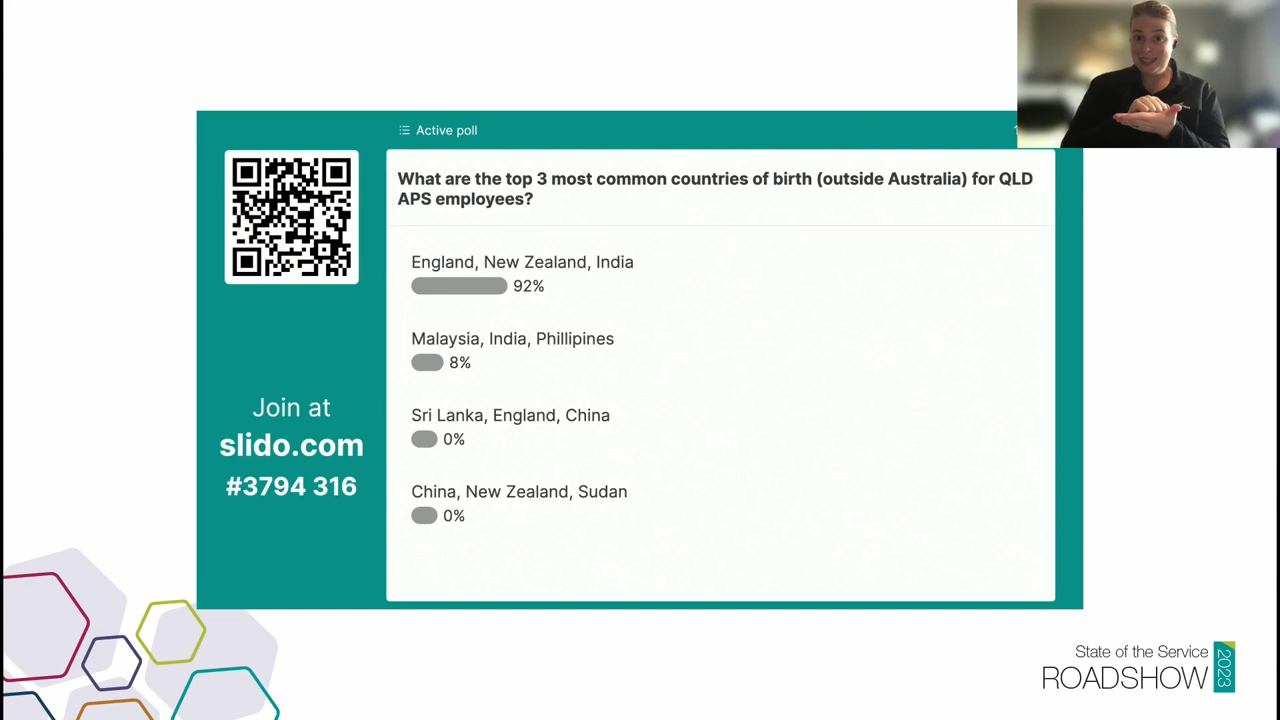 Active poll
What are the top 3 most common countries of birth (outside Australia) for QLD
APS employees?
England, New Zealand, India
92%
Malaysia, India, Phillipines
8%
Sri Lanka, England, China
0%
China, New Zealand, Sudan
0%
Join at
slido.com
#3794 316
State of the Service
ROADSHOW
2023